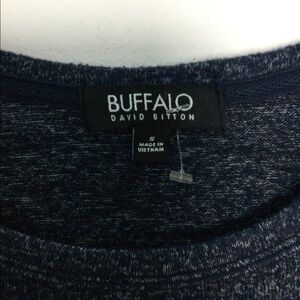 BUFFALO
DAVID BITTON
S
MADE IN
VIETNAM